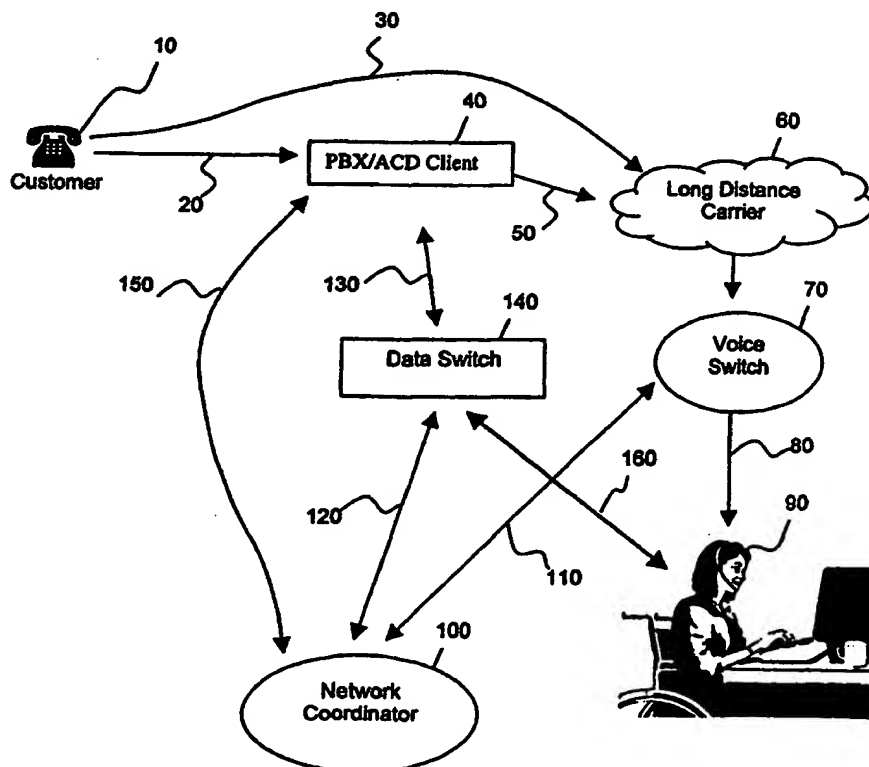 10
30
40
60
PBX/ACD Client
Customer
20
50
Long Distance
Carrier
150
130
140
70
Data Switch
Voice
Switch
80
160
90
120
110
100
Network
Coordinator